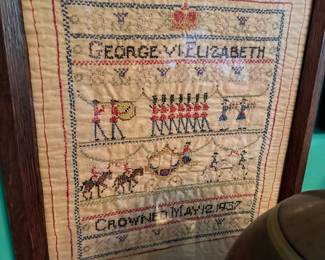 GEORGE·VI·ELIZABETH
CROWNED MAY 12 1937